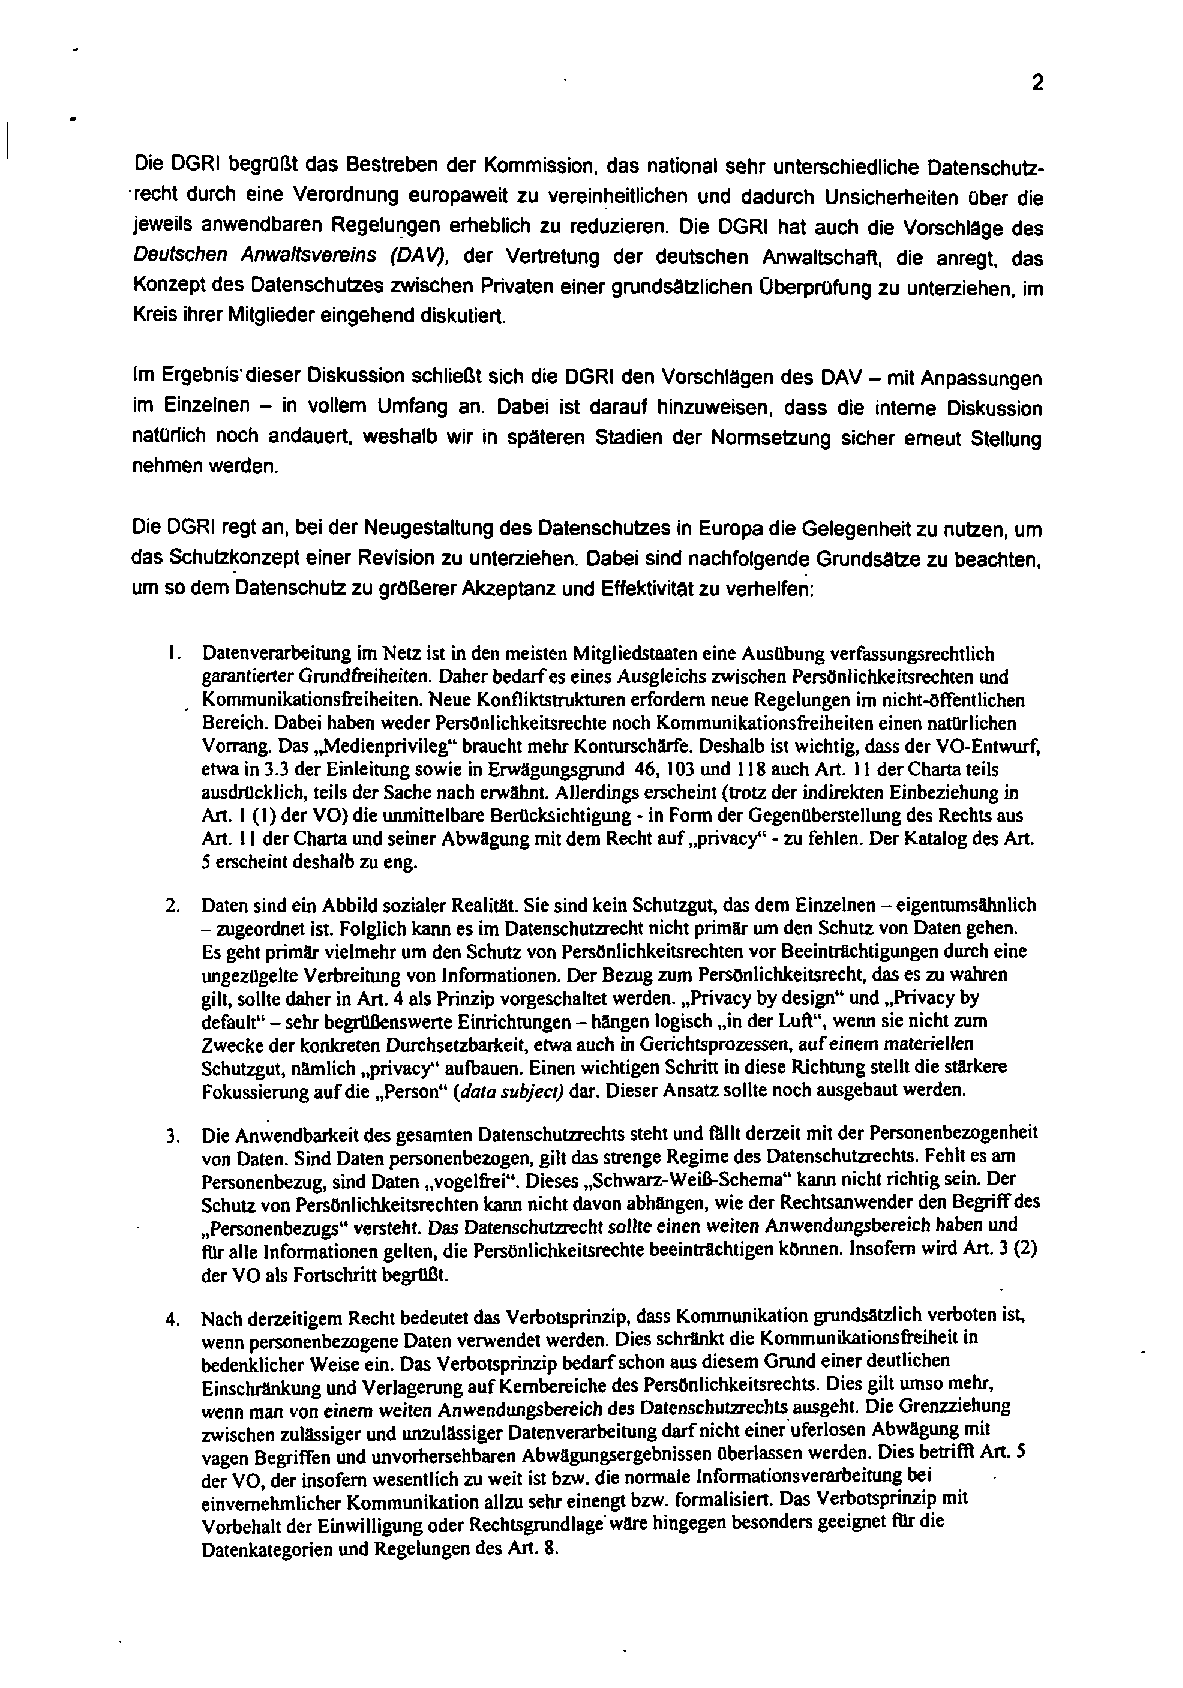 2
Die DGRI begrüßt das Bestreben der Kommission, das national sehr unterschiedliche Datenschutz-
recht durch eine Verordnung europaweit zu vereinheitlichen und dadurch Unsicherheiten über die
jeweils anwendbaren Regelungen erheblich zu reduzieren. Die DGRI hat auch die Vorschläge des
Deutschen Anwaltsvereins (DAV), der Vertretung der deutschen Anwaltschaft, die anregt, das
Konzept des Datenschutzes zwischen Privaten einer grundsätzlichen Überprüfung zu unterziehen, im
Kreis ihrer Mitglieder eingehend diskutiert.
Im Ergebnis dieser Diskussion schließt sich die DGRI den Vorschlägen des DAV – mit Anpassungen
im Einzelnen – in vollem Umfang an. Dabei ist darauf hinzuweisen, dass die interne Diskussion
natürlich noch andauert, weshalb wir in späteren Stadien der Normsetzung sicher erneut Stellung
nehmen werden.
Die DGRI regt an, bei der Neugestaltung des Datenschutzes in Europa die Gelegenheit zu nutzen, um
das Schutzkonzept einer Revision zu unterziehen. Dabei sind nachfolgende Grundsätze zu beachten,
um so dem Datenschutz zu größerer Akzeptanz und Effektivität zu verhelfen:
1. Datenverarbeitung im Netz ist in den meisten Mitgliedstaaten eine Ausübung verfassungsrechtlich
garantierter Grundfreiheiten. Daher bedarf es eines Ausgleichs zwischen Persönlichkeitsrechten und
Kommunikationsfreiheiten. Neue Konfliktstrukturen erfordern neue Regelungen im nicht-öffentlichen
Bereich. Dabei haben weder Persönlichkeitsrechte noch Kommunikationsfreiheiten einen natürlichen
Vorrang. Das „Medienprivileg“ braucht mehr Konturschärfe. Deshalb ist wichtig, dass der VO-Entwurf,
etwa in 3.3 der Einleitung sowie in Erwägungsgrund 46, 103 und 118 auch Art. 11 der Charta teils
ausdrücklich, teils der Sache nach erwähnt. Allerdings erscheint (trotz der indirekten Einbeziehung in
Art. 1 (1) der VO) die unmittelbare Berücksichtigung - in Form der Gegenüberstellung des Rechts aus
Art. 11 der Charta und seiner Abwägung mit dem Recht auf „privacy“ - zu fehlen. Der Katalog des Art.
5 erscheint deshalb zu eng.
2. Daten sind ein Abbild sozialer Realität. Sie sind kein Schutzgut, das dem Einzelnen – eigentumsähnlich
– zugeordnet ist. Folglich kann es im Datenschutzrecht nicht primär um den Schutz von Daten gehen.
Es geht primär vielmehr um den Schutz von Persönlichkeitsrechten vor Beeinträchtigungen durch eine
ungezügelte Verbreitung von Informationen. Der Bezug zum Persönlichkeitsrecht, das es zu wahren
gilt, sollte daher in Art. 4 als Prinzip vorgeschaltet werden. „Privacy by design“ und „Privacy by
default“ – sehr begrüßenswerte Einrichtungen – hängen logisch „in der Luft“, wenn sie nicht zum
Zwecke der konkreten Durchsetzbarkeit, etwa auch in Gerichtsprozessen, auf einem materiellen
Schutzgut, nämlich „privacy“ aufbauen. Einen wichtigen Schritt in diese Richtung stellt die stärkere
Fokussierung auf die „Person“ (data subject) dar. Dieser Ansatz sollte noch ausgebaut werden.
3. Die Anwendbarkeit des gesamten Datenschutzrechts steht und fällt derzeit mit der Personenbezogenheit
von Daten. Sind Daten personenbezogen, gilt das strenge Regime des Datenschutzrechts. Fehlt es am
Personenbezug, sind Daten „vogelfrei“. Dieses „Schwarz-Weiß-Schema“ kann nicht richtig sein. Der
Schutz von Persönlichkeitsrechten kann nicht davon abhängen, wie der Rechtsanwender den Begriff des
„Personenbezugs“ versteht. Das Datenschutzrecht sollte einen weiten Anwendungsbereich haben und
für alle Informationen gelten, die Persönlichkeitsrechte beeinträchtigen können. Insofern wird Art. 3 (2)
der VO als Fortschritt begrüßt.
4. Nach derzeitigem Recht bedeutet das Verbotsprinzip, dass Kommunikation grundsätzlich verboten ist,
wenn personenbezogene Daten verwendet werden. Dies schränkt die Kommunikationsfreiheit in
bedenklicher Weise ein. Das Verbotsprinzip bedarf schon aus diesem Grund einer deutlichen
Einschränkung und Verlagerung auf Kernbereiche des Persönlichkeitsrechts. Dies gilt umso mehr,
wenn man von einem weiten Anwendungsbereich des Datenschutzrechts ausgeht. Die Grenzziehung
zwischen zulässiger und unzulässiger Datenverarbeitung darf nicht einer uferlosen Abwägung mit
vagen Begriffen und unvorhersehbaren Abwägungsergebnissen überlassen werden. Dies betrifft Art. 5
der VO, der insofern wesentlich zu weit ist bzw. die normale Informationsverarbeitung bei
einvernehmlicher Kommunikation allzu sehr einengt bzw. formalisiert. Das Verbotsprinzip mit
Vorbehalt der Einwilligung oder Rechtsgrundlage wäre hingegen besonders geeignet für die
Datenkategorien und Regelungen des Art. 8.